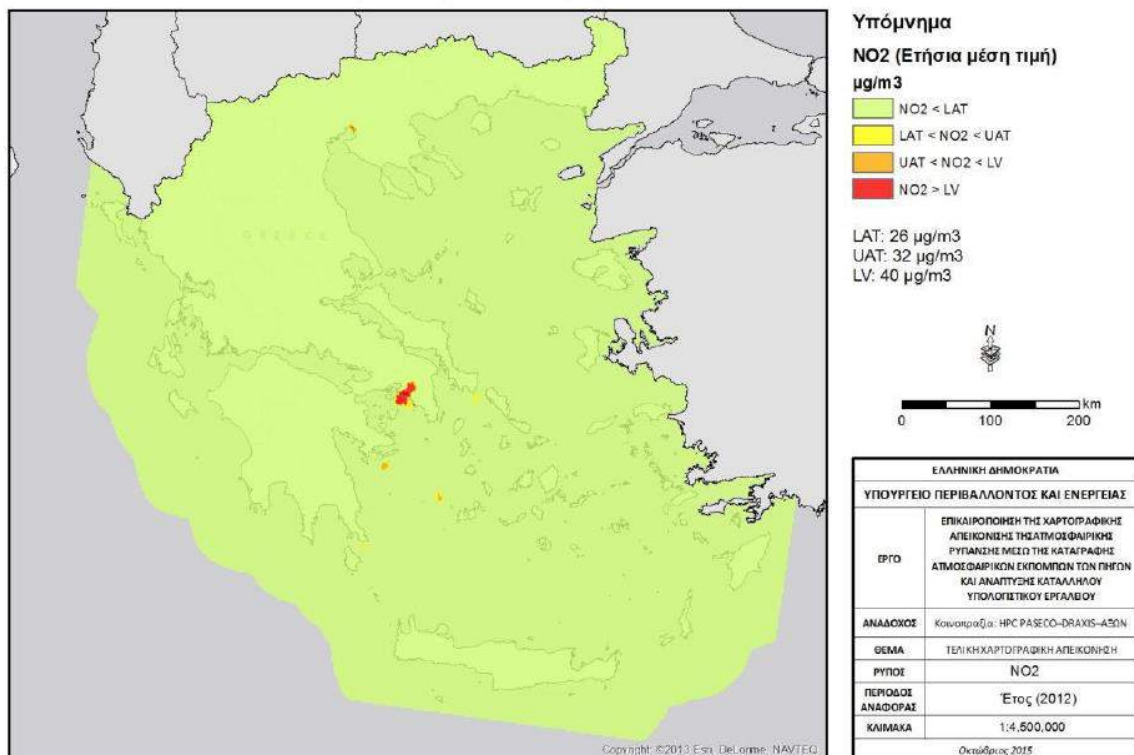 Υπόμνημα
NO2 (Ετήσια μέση τιμή)
μg/m3
NO2 < LAT
LAT < NO2 < UAT
UAT < NO2 < LV
NO2 > LV
LAT: 26 μg/m3
UAT: 32 μg/m3
LV: 40 μg/m3
GREECE
N
km
0 100 200
ΕΛΛΗΝΙΚΗ ΔΗΜΟΚΡΑΤΙΑ
ΥΠΟΥΡΓΕΙΟ ΠΕΡΙΒΑΛΛΟΝΤΟΣ ΚΑΙ ΕΝΕΡΓΕΙΑΣ
ΕΡΓΟ
ΕΠΙΚΑΙΡΟΠΟΙΗΣΗ ΤΗΣ ΧΑΡΤΟΓΡΑΦΙΚΗΣ
ΑΠΕΙΚΟΝΙΣΗΣ ΤΗΣΑΤΜΟΣΦΑΙΡΙΚΗΣ
ΡΥΠΑΝΣΗΣ ΜΕΣΩ ΤΗΣ ΚΑΤΑΓΡΑΦΗΣ
ΑΤΜΟΣΦΑΙΡΙΚΩΝ ΕΚΠΟΜΠΩΝ ΤΩΝ ΠΗΓΩΝ
ΚΑΙ ΑΝΑΠΤΥΞΗΣ ΚΑΤΑΛΛΗΛΟΥ
ΥΠΟΛΟΓΙΣΤΙΚΟΥ ΕΡΓΑΛΕΙΟΥ
ΑΝΑΔΟΧΟΣ
Κοινοπραξία: HPC PASECO–DRAXIS–ΑΞΩΝ
ΘΕΜΑ
ΤΕΛΙΚΗ ΧΑΡΤΟΓΡΑΦΙΚΗ ΑΠΕΙΚΟΝΗΣΗ
ΡΥΠΟΣ
NO2
ΠΕΡΙΟΔΟΣ
ΑΝΑΦΟΡΑΣ
Έτος (2012)
ΚΛΙΜΑΚΑ
1:4.500,000
Οκτώβριος 2015
Copyright: ©2013 Esri, DeLorme, NAVTEQ